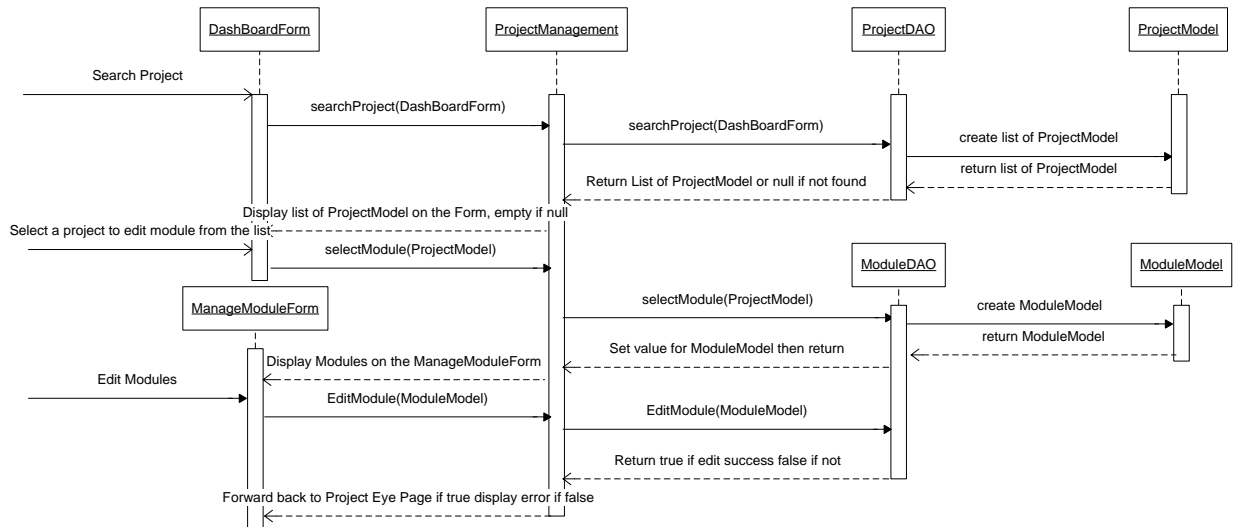 DashBoardForm
ProjectManagement
ProjectDAO
ProjectModel
Search Project
searchProject(DashBoardForm)
searchProject(DashBoardForm)
create list of ProjectModel
return list of ProjectModel
Return List of ProjectModel or null if not found
Display list of ProjectModel on the Form, empty if null
Select a project to edit module from the list
selectModule(ProjectModel)
ModuleDAO
ModuleModel
ManageModuleForm
selectModule(ProjectModel)
create ModuleModel
return ModuleModel
Set value for ModuleModel then return
Display Modules on the ManageModuleForm
Edit Modules
EditModule(ModuleModel)
EditModule(ModuleModel)
Return true if edit success false if not
Forward back to Project Eye Page if true display error if false